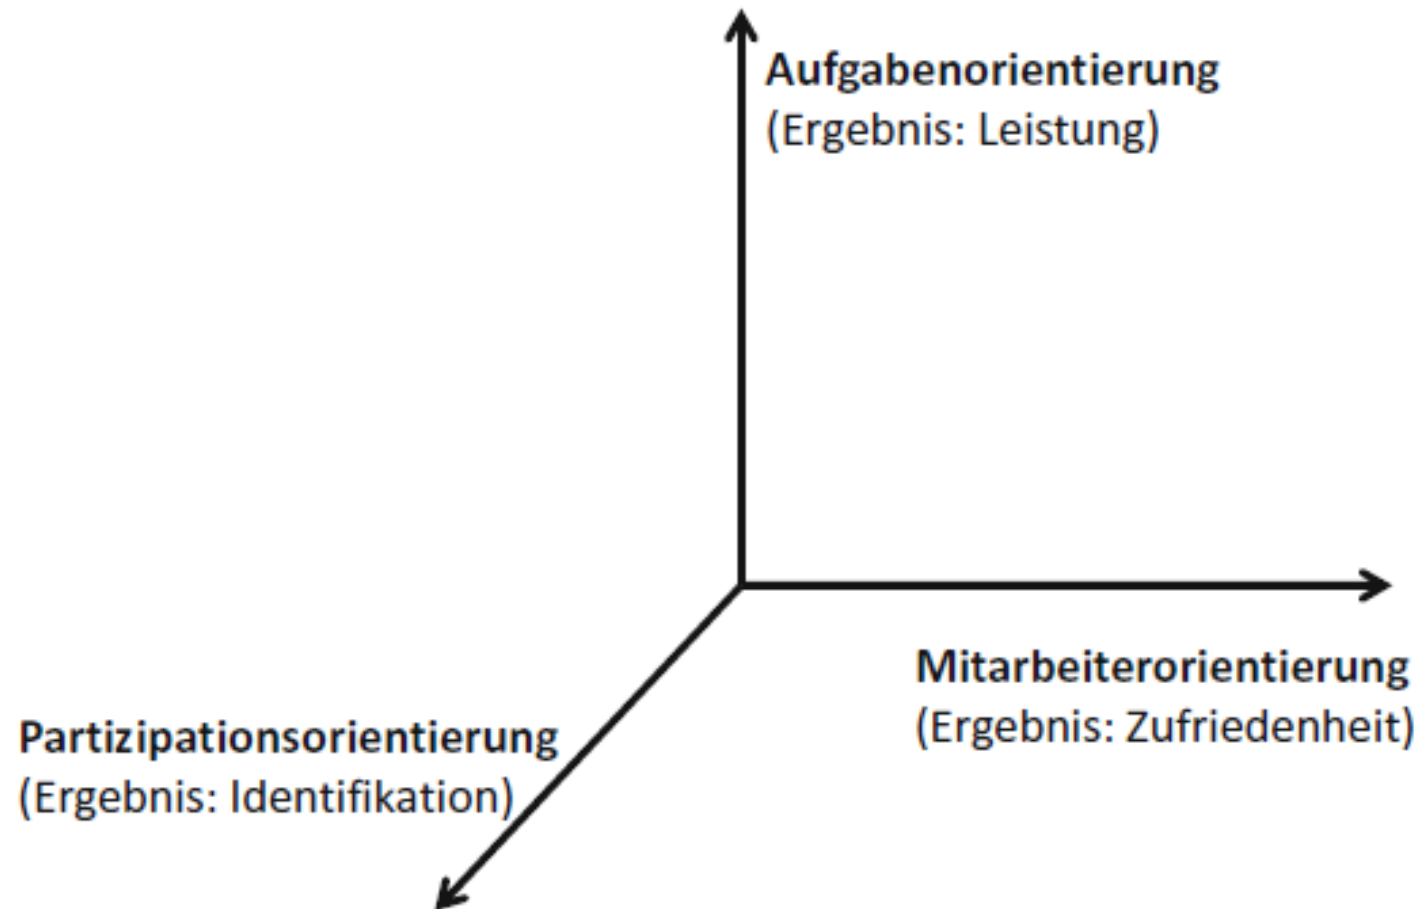 Aufgabenorientierung
(Ergebnis: Leistung)
Mitarbeiterorientierung
(Ergebnis: Zufriedenheit)
Partizipationsorientierung
(Ergebnis: Identifikation)